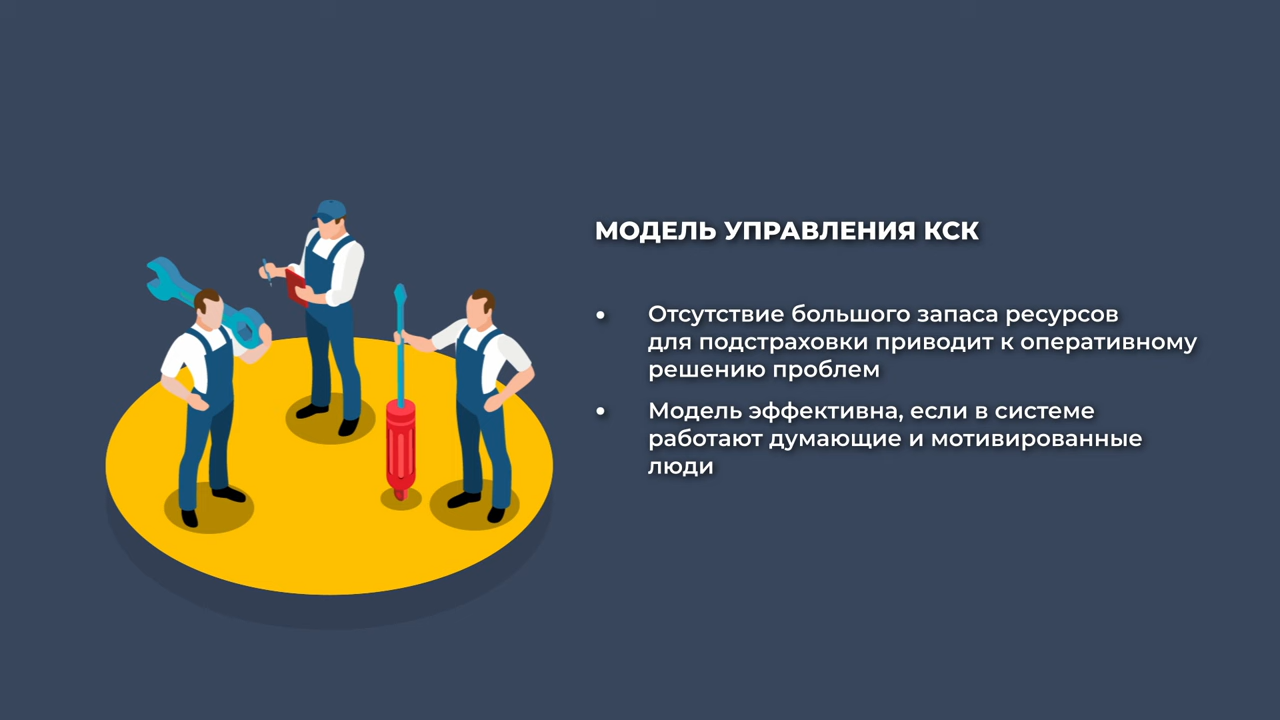 МОДЕЛЬ УПРАВЛЕНИЯ КСК
• Отсутствие большого запаса ресурсов
для подстраховки приводит к оперативному
решению проблем
• Модель эффективна, если в системе
работают думающие и мотивированные
люди